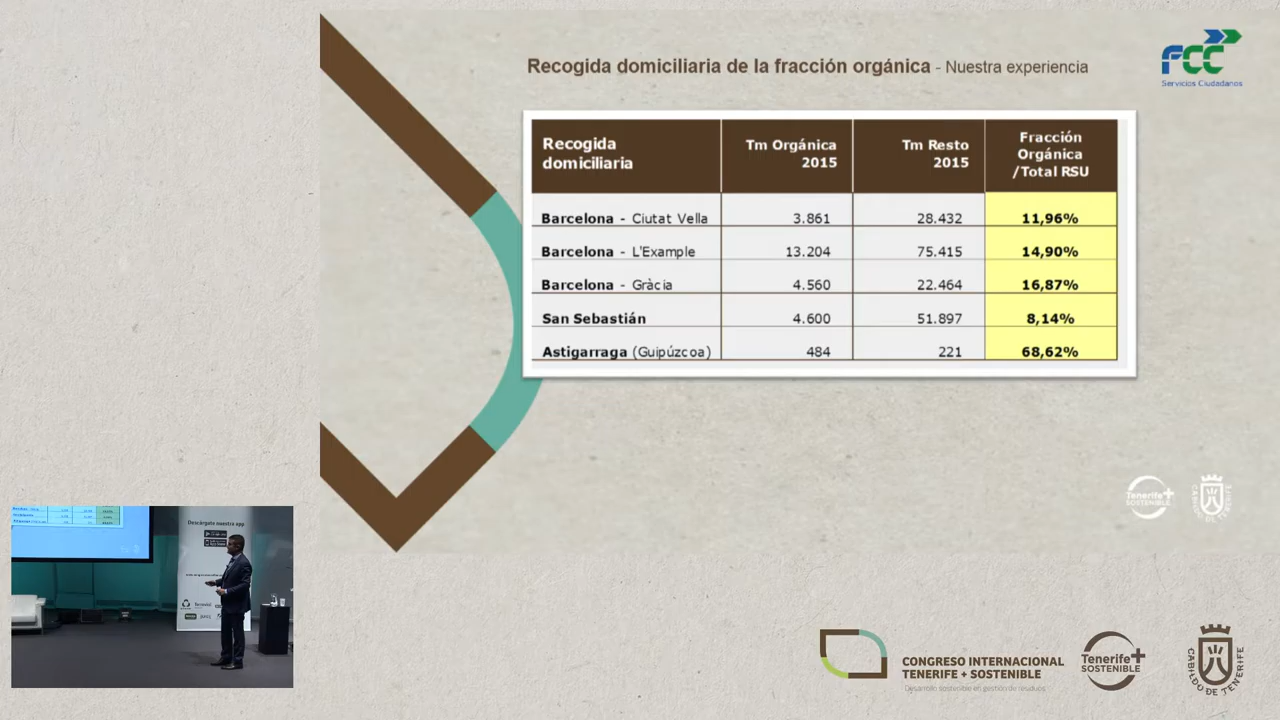 Recogida domiciliaria de la fracción orgánica - Nuestra experiencia
FCC
Servicios Ciudadanos
Recogida domiciliaria | Tm Orgánica 2015 | Tm Resto 2015 | Fracción Orgánica /Total RSU
Barcelona - Ciutat Vella | 3.861 | 28.432 | 11,96%
Barcelona - L'Example | 13.204 | 75.415 | 14,90%
Barcelona - Gràcia | 4.560 | 22.464 | 16,87%
San Sebastián | 4.600 | 51.897 | 8,14%
Astigarraga (Guipúzcoa) | 484 | 221 | 68,62%
Tenerife+
SOSTENIBLE
CABILDO DE TENERIFE
Descárgate nuestra app
CONGRESO INTERNACIONAL
TENERIFE + SOSTENIBLE
Desarrollo sostenible en gestión de residuos
Tenerife+
SOSTENIBLE
CABILDO DE TENERIFE